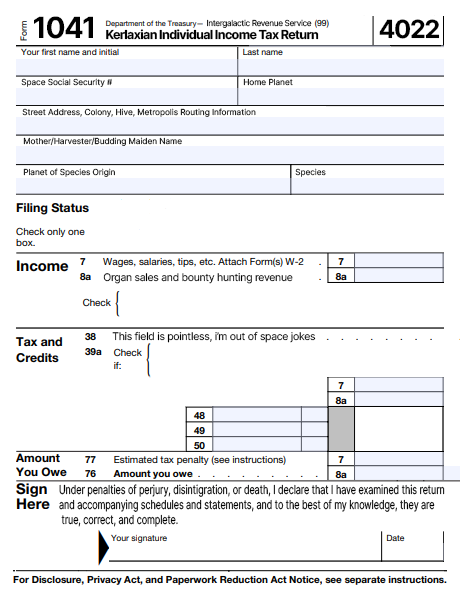 Form 1041 Department of the Treasury— Intergalactic Revenue Service (99) 4022
Kerlaxian Individual Income Tax Return
Your first name and initial Last name
Space Social Security # Home Planet
Street Address, Colony, Hive, Metropolis Routing Information
Mother/Harvester/Budding Maiden Name
Planet of Species Origin Species
Filing Status
Check only one
box.
Income 7 Wages, salaries, tips, etc. Attach Form(s) W-2 . 7
8a Organ sales and bounty hunting revenue . 8a
Check {
Tax and 38 This field is pointless, i'm out of space jokes . . . . . .
Credits 39a Check {
if:
7
8a
48
49
50
Amount 77 Estimated tax penalty (see instructions) 7
You Owe 76 Amount you owe . . . . . . . . . 8a
Sign Under penalties of perjury, disintigration, or death, I declare that I have examined this return
Here and accompanying schedules and statements, and to the best of my knowledge, they are
true, correct, and complete.
Your signature Date
For Disclosure, Privacy Act, and Paperwork Reduction Act Notice, see separate instructions.